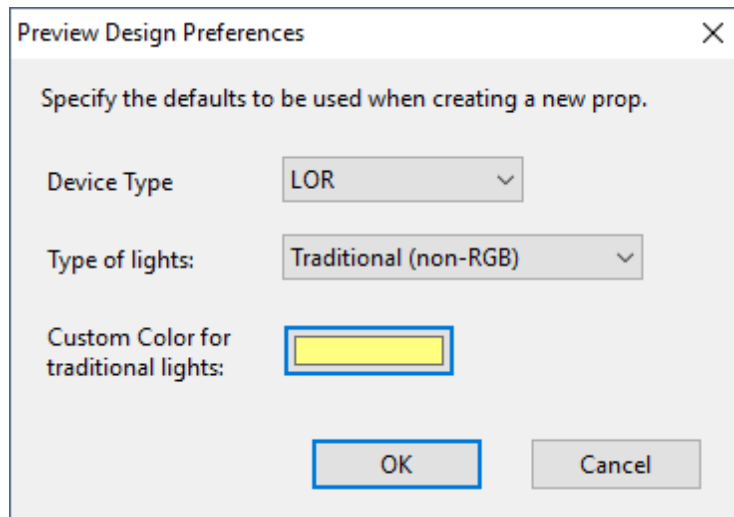 Preview Design Preferences
Specify the defaults to be used when creating a new prop.
Device Type
LOR
Type of lights:
Traditional (non-RGB)
Custom Color for
traditional lights:
OK
Cancel